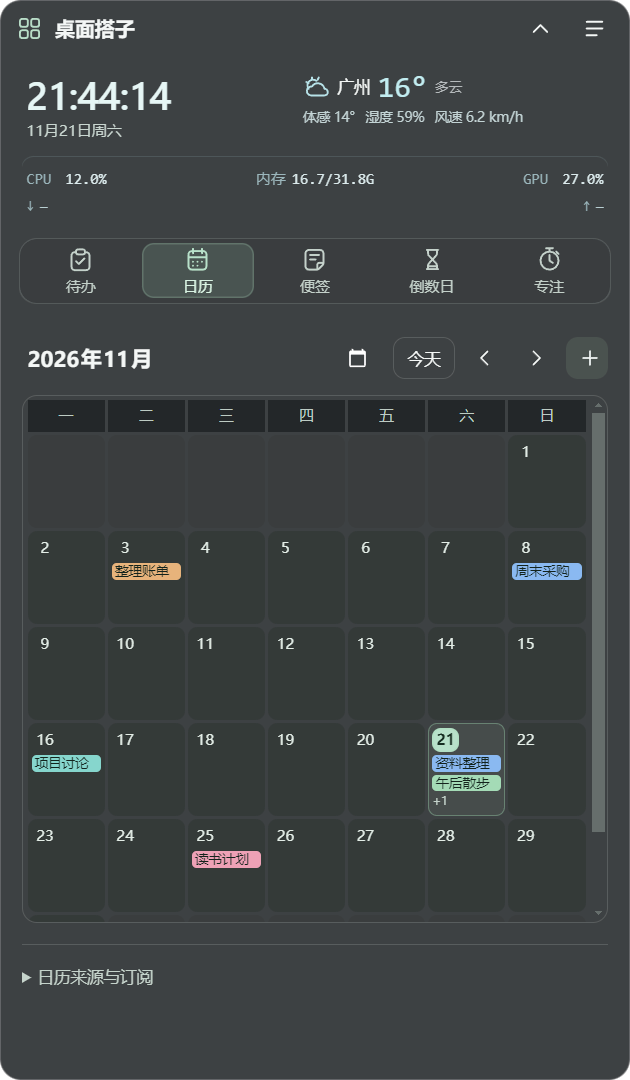 桌面搭子
21:44:14
11月21日周六
广州 16° 多云
体感 14° 湿度 59% 风速 6.2 km/h
CPU 12.0% 内存 16.7/31.8G GPU 27.0%
↓ – ↑ –
待办 日历 便签 倒数日 专注
2026年11月 今天
一 二 三 四 五 六 日
1
2 3 4 5 6 7 8
整理账单 周末采购
9 10 11 12 13 14 15
16 17 18 19 20 21 22
项目讨论 资料整理
午后散步
+1
23 24 25 26 27 28 29
读书计划
日历来源与订阅